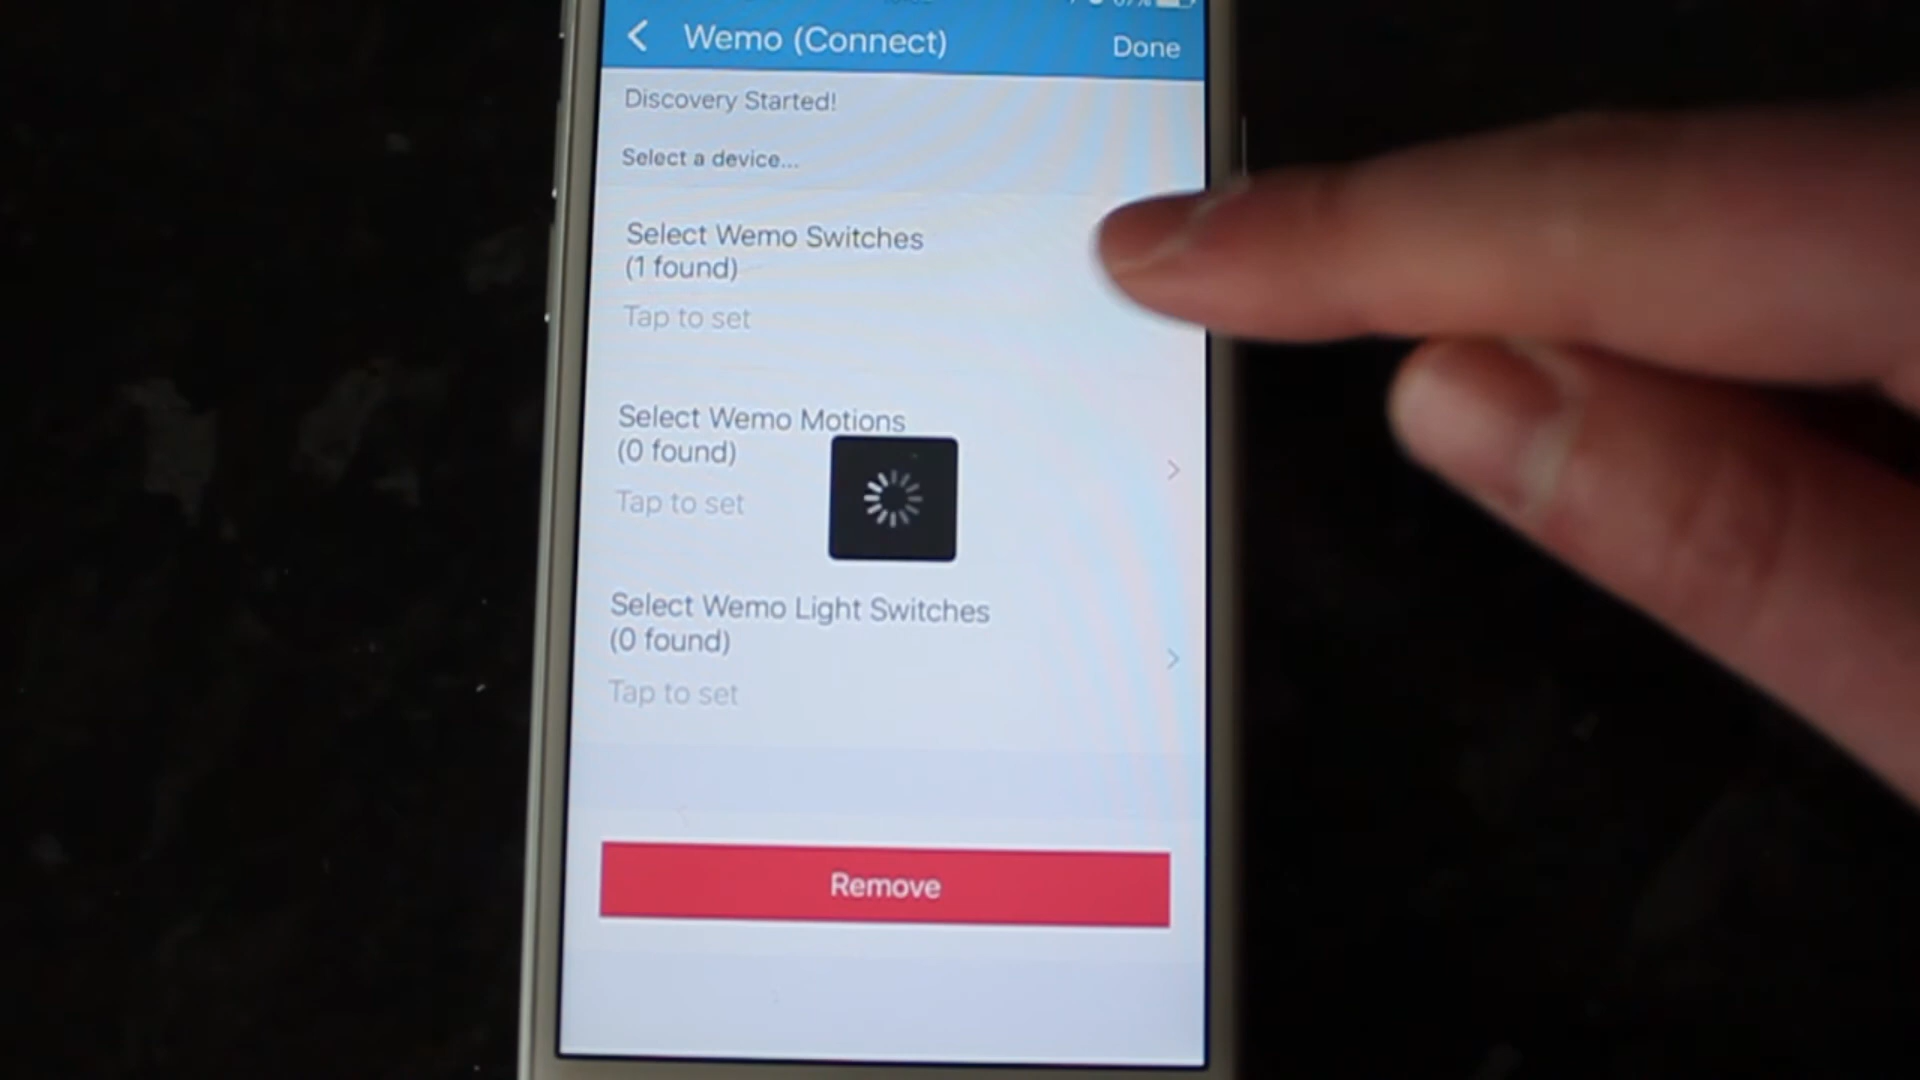 Wemo (Connect)
Done
Discovery Started!
Select a device...
Select Wemo Switches
(1 found)
Tap to set
Select Wemo Motions
(0 found)
Tap to set
Select Wemo Light Switches
(0 found)
Tap to set
Remove